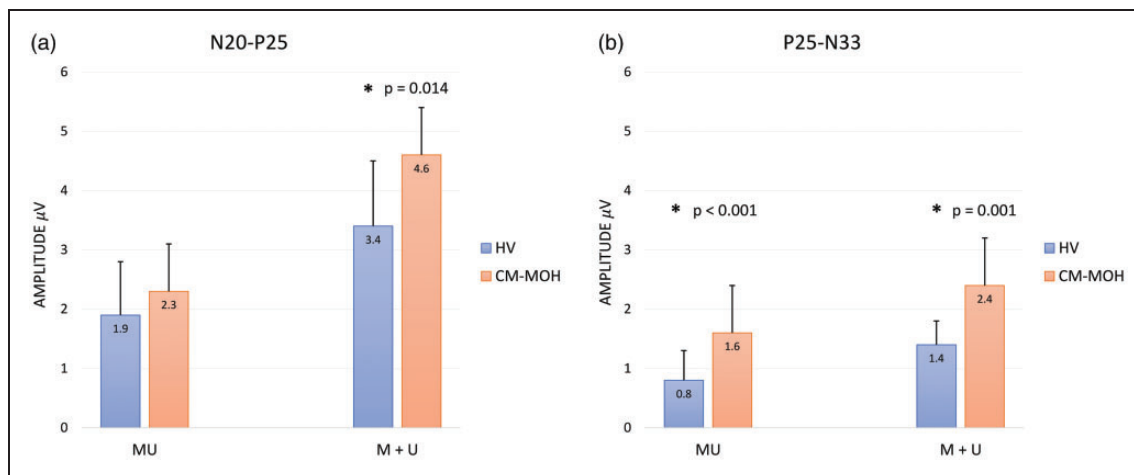 (a)
N20-P25
AMPLITUDE µV
6
5
4
3
2
1
0
* p = 0.014
1.9
2.3
3.4
4.6
MU
M + U
HV
CM-MOH
(b)
P25-N33
AMPLITUDE µV
6
5
4
3
2
1
0
* p < 0.001
* p = 0.001
0.8
1.6
1.4
2.4
MU
M + U
HV
CM-MOH